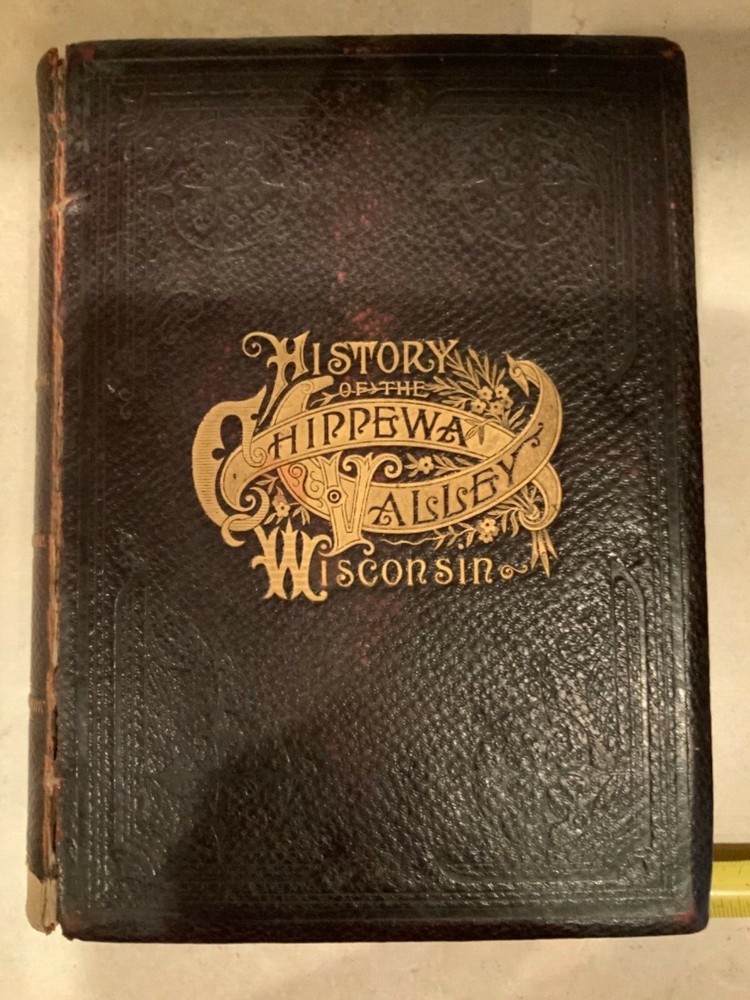 History
of the
Chippewa
Valley
Wisconsin